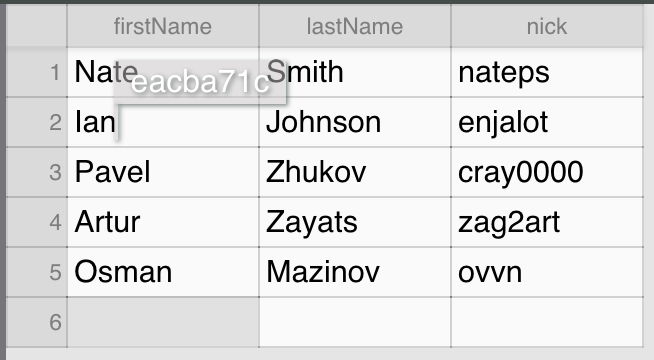 firstName lastName nick
1 Nate Smith nateps
eacba71c
2 Ian Johnson enjalot
3 Pavel Zhukov cray0000
4 Artur Zayats zag2art
5 Osman Mazinov ovvn
6